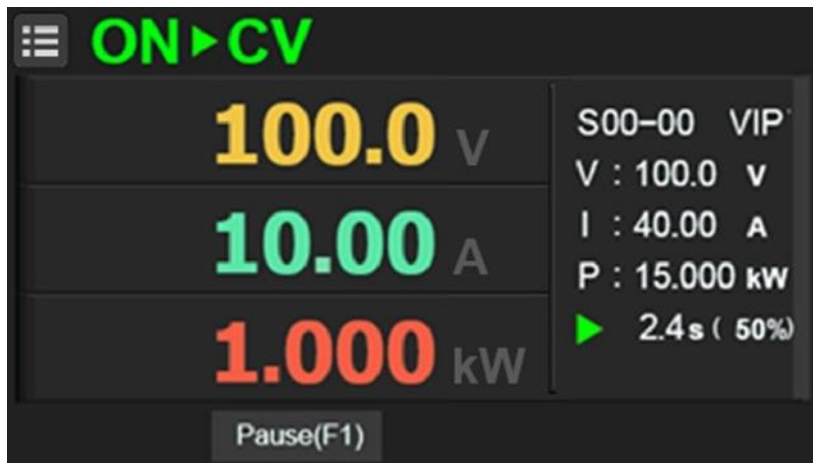 ON▶CV
100.0 V
10.00 A
1.000 kW
S00-00 VIP
V : 100.0 V
I : 40.00 A
P : 15.000 kW
▶ 2.4s ( 50%)
Pause(F1)